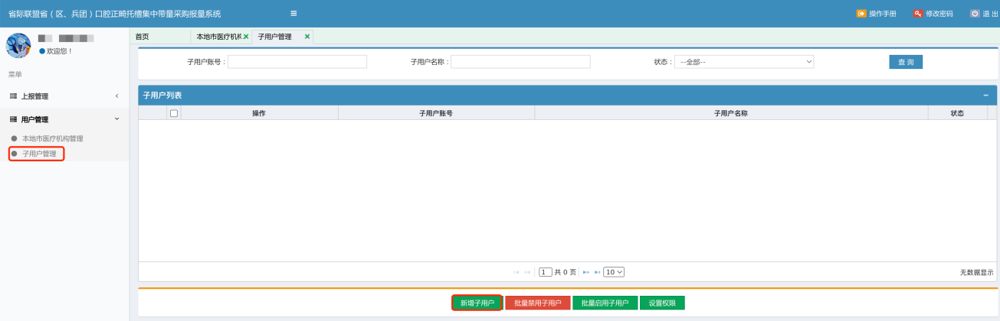 省际联盟省（区、兵团）口腔正畸托槽集中带量采购报量系统
操作手册 修改密码 退 出
欢迎您！
菜单
上报管理
用户管理
本地市医疗机构管理
子用户管理
首页 本地市医疗机构 子用户管理
子用户账号： 子用户名称： 状态： --全部-- 查 询
子用户列表
操作 子用户账号 子用户名称 状态
1 共 0 页 10 无数据显示
新增子用户 批量禁用子用户 批量启用子用户 设置权限